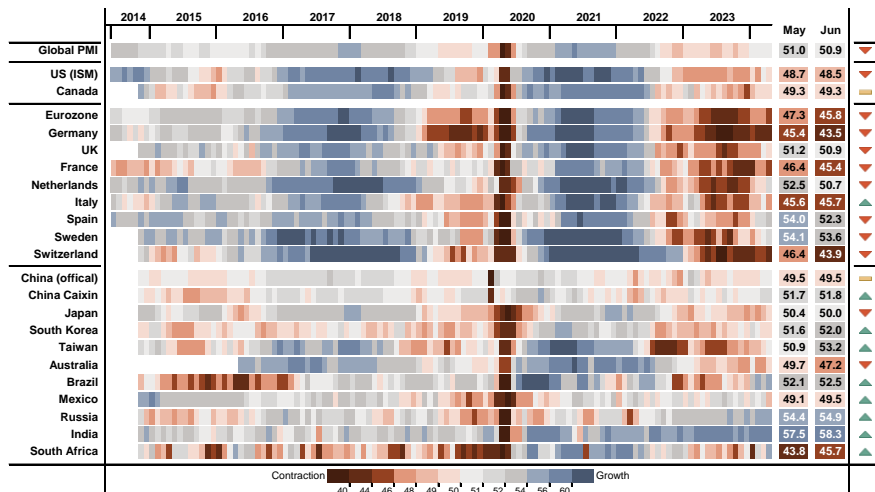 2014 2015 2016 2017 2018 2019 2020 2021 2022 2023 May Jun
Global PMI 51.0 50.9
US (ISM) 48.7 48.5
Canada 49.3 49.3
Eurozone 47.3 45.8
Germany 45.4 43.5
UK 51.2 50.9
France 46.4 45.4
Netherlands 52.5 50.7
Italy 45.6 45.7
Spain 54.0 52.3
Sweden 54.1 53.6
Switzerland 46.4 43.9
China (offical) 49.5 49.5
China Caixin 51.7 51.8
Japan 50.4 50.0
South Korea 51.6 52.0
Taiwan 50.9 53.2
Australia 49.7 47.2
Brazil 52.1 52.5
Mexico 49.1 49.5
Russia 54.4 54.9
India 57.5 58.3
South Africa 43.8 45.7
Contraction Growth
40 44 46 48 49 50 51 52 54 56 60